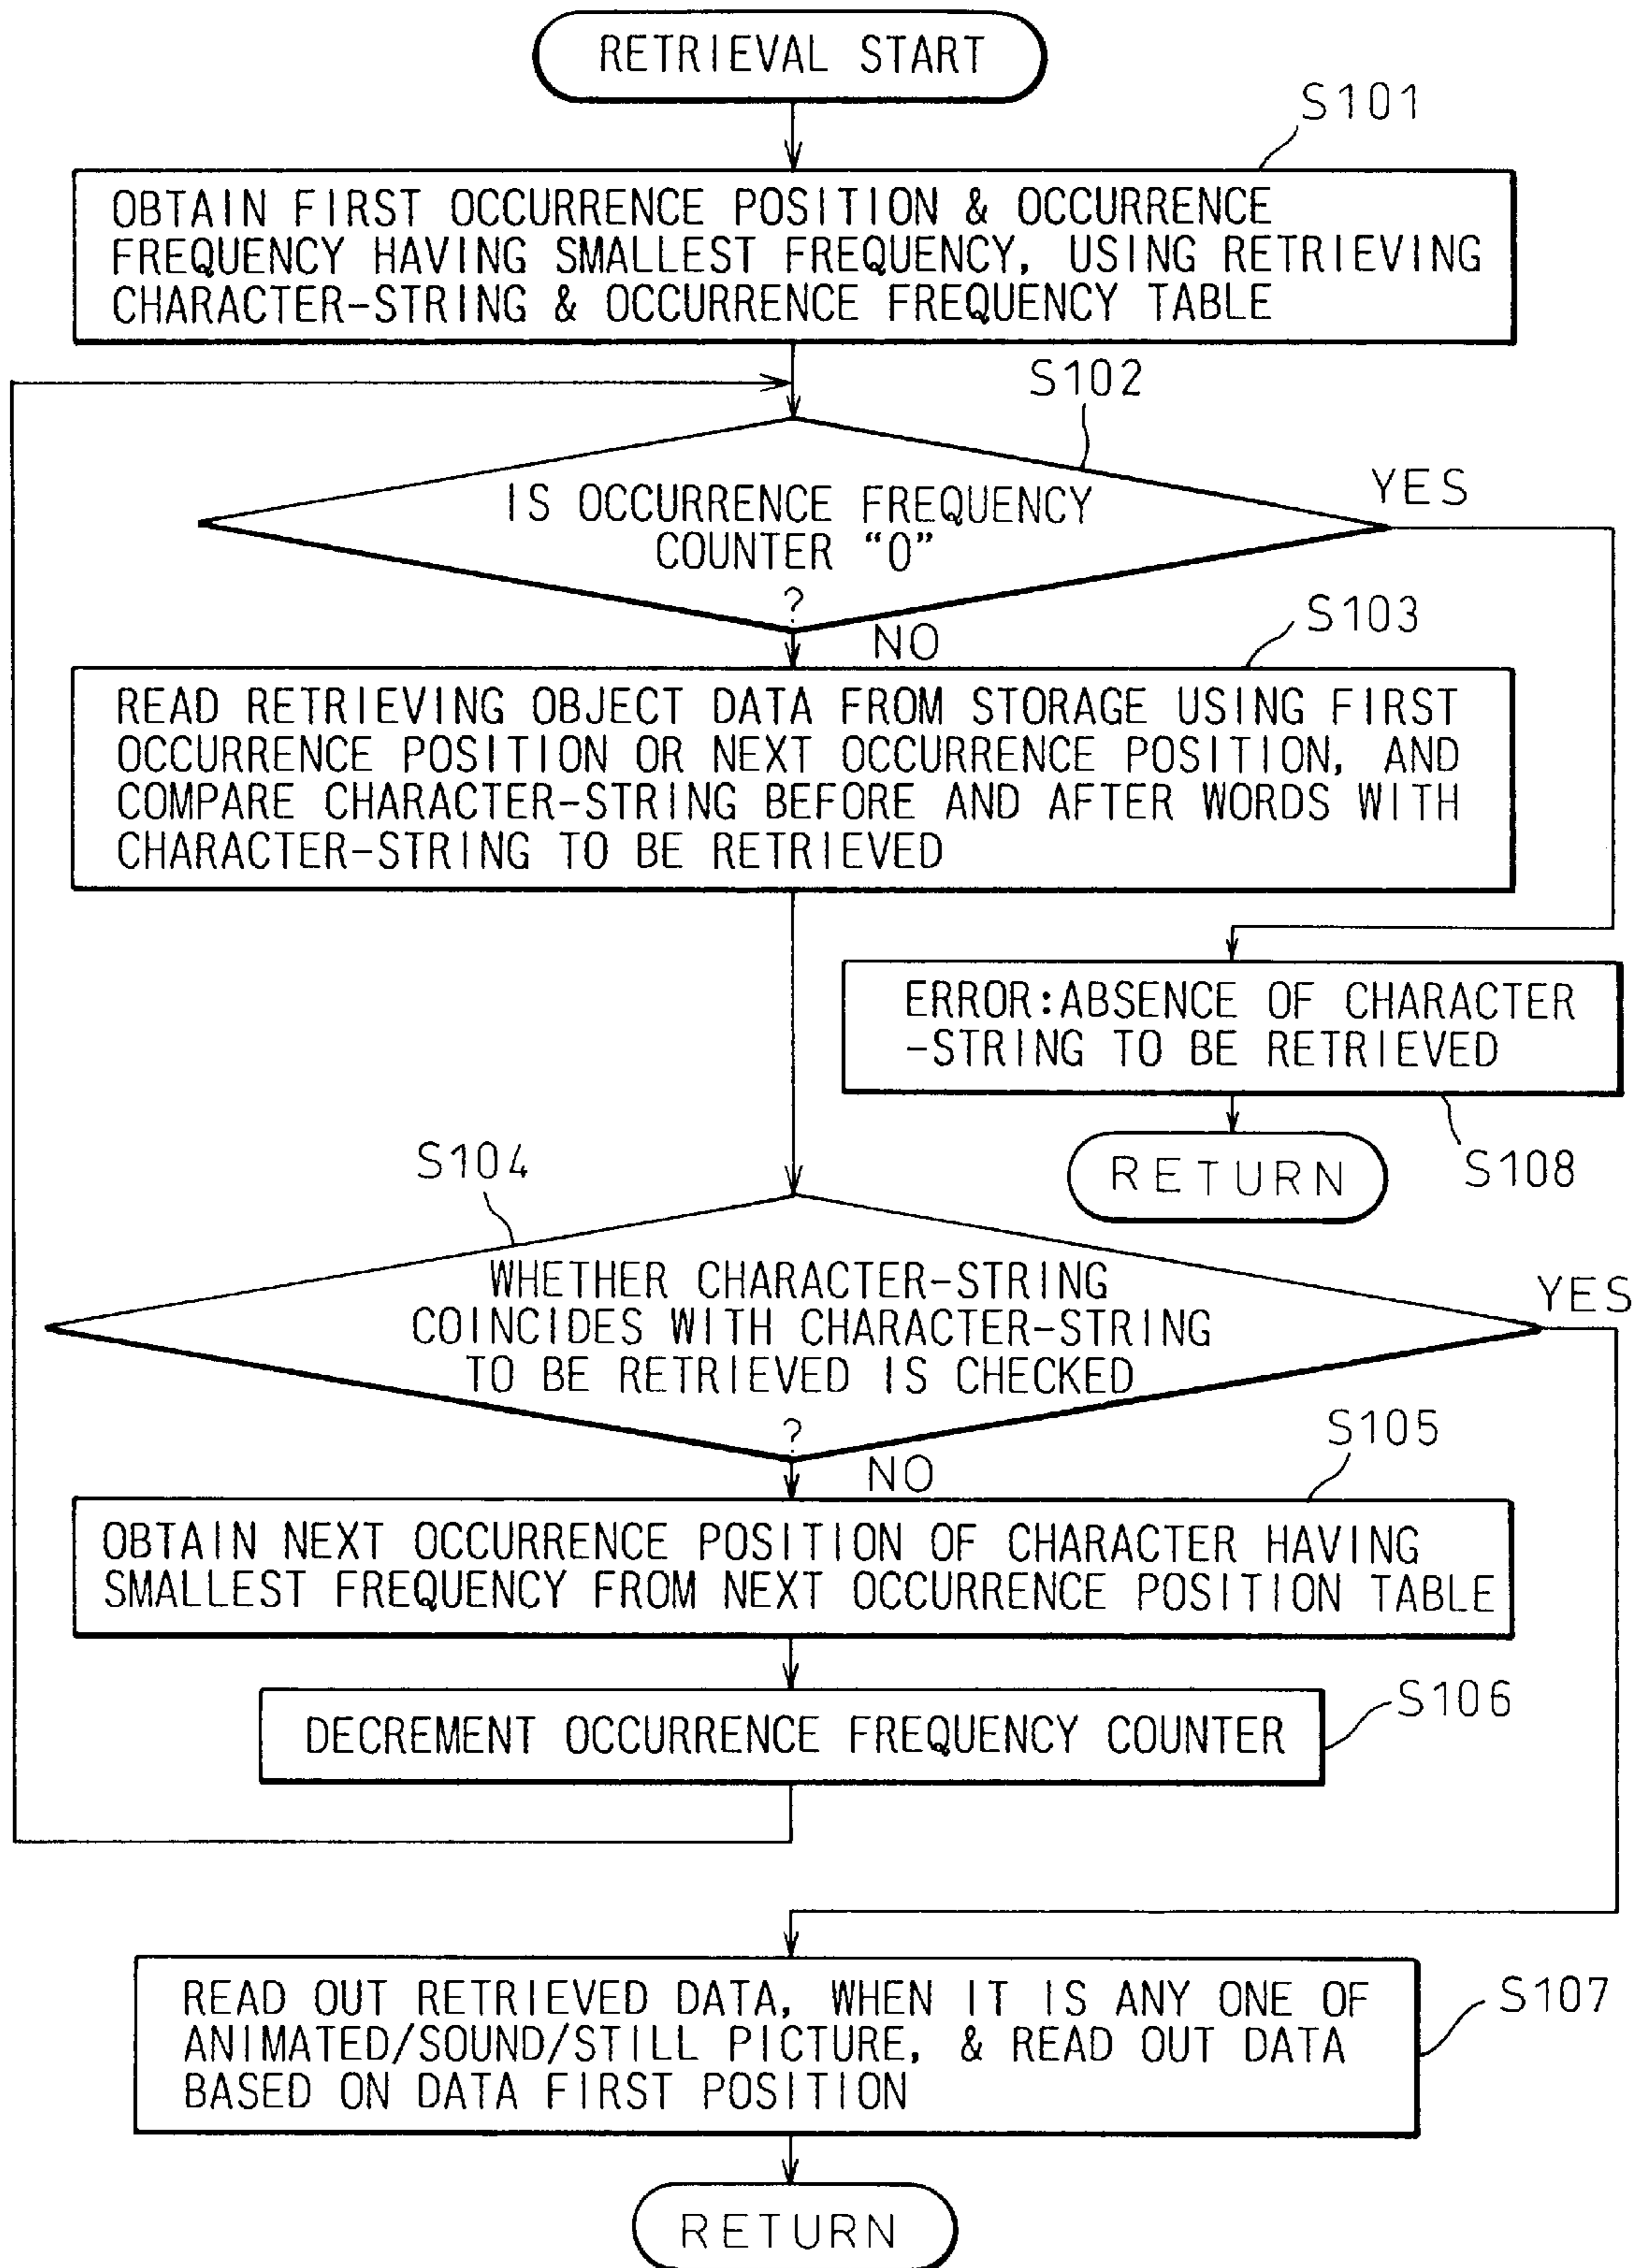 RETRIEVAL START
S101
OBTAIN FIRST OCCURRENCE POSITION & OCCURRENCE
FREQUENCY HAVING SMALLEST FREQUENCY, USING RETRIEVING
CHARACTER-STRING & OCCURRENCE FREQUENCY TABLE
S102
IS OCCURRENCE FREQUENCY
COUNTER “0”
?
YES
NO
S103
READ RETRIEVING OBJECT DATA FROM STORAGE USING FIRST
OCCURRENCE POSITION OR NEXT OCCURRENCE POSITION, AND
COMPARE CHARACTER-STRING BEFORE AND AFTER WORDS WITH
CHARACTER-STRING TO BE RETRIEVED
ERROR:ABSENCE OF CHARACTER
-STRING TO BE RETRIEVED
S108
RETURN
S104
WHETHER CHARACTER-STRING
COINCIDES WITH CHARACTER-STRING
TO BE RETRIEVED IS CHECKED
?
YES
NO
S105
OBTAIN NEXT OCCURRENCE POSITION OF CHARACTER HAVING
SMALLEST FREQUENCY FROM NEXT OCCURRENCE POSITION TABLE
S106
DECREMENT OCCURRENCE FREQUENCY COUNTER
READ OUT RETRIEVED DATA, WHEN IT IS ANY ONE OF
ANIMATED/SOUND/STILL PICTURE, & READ OUT DATA
BASED ON DATA FIRST POSITION
S107
RETURN